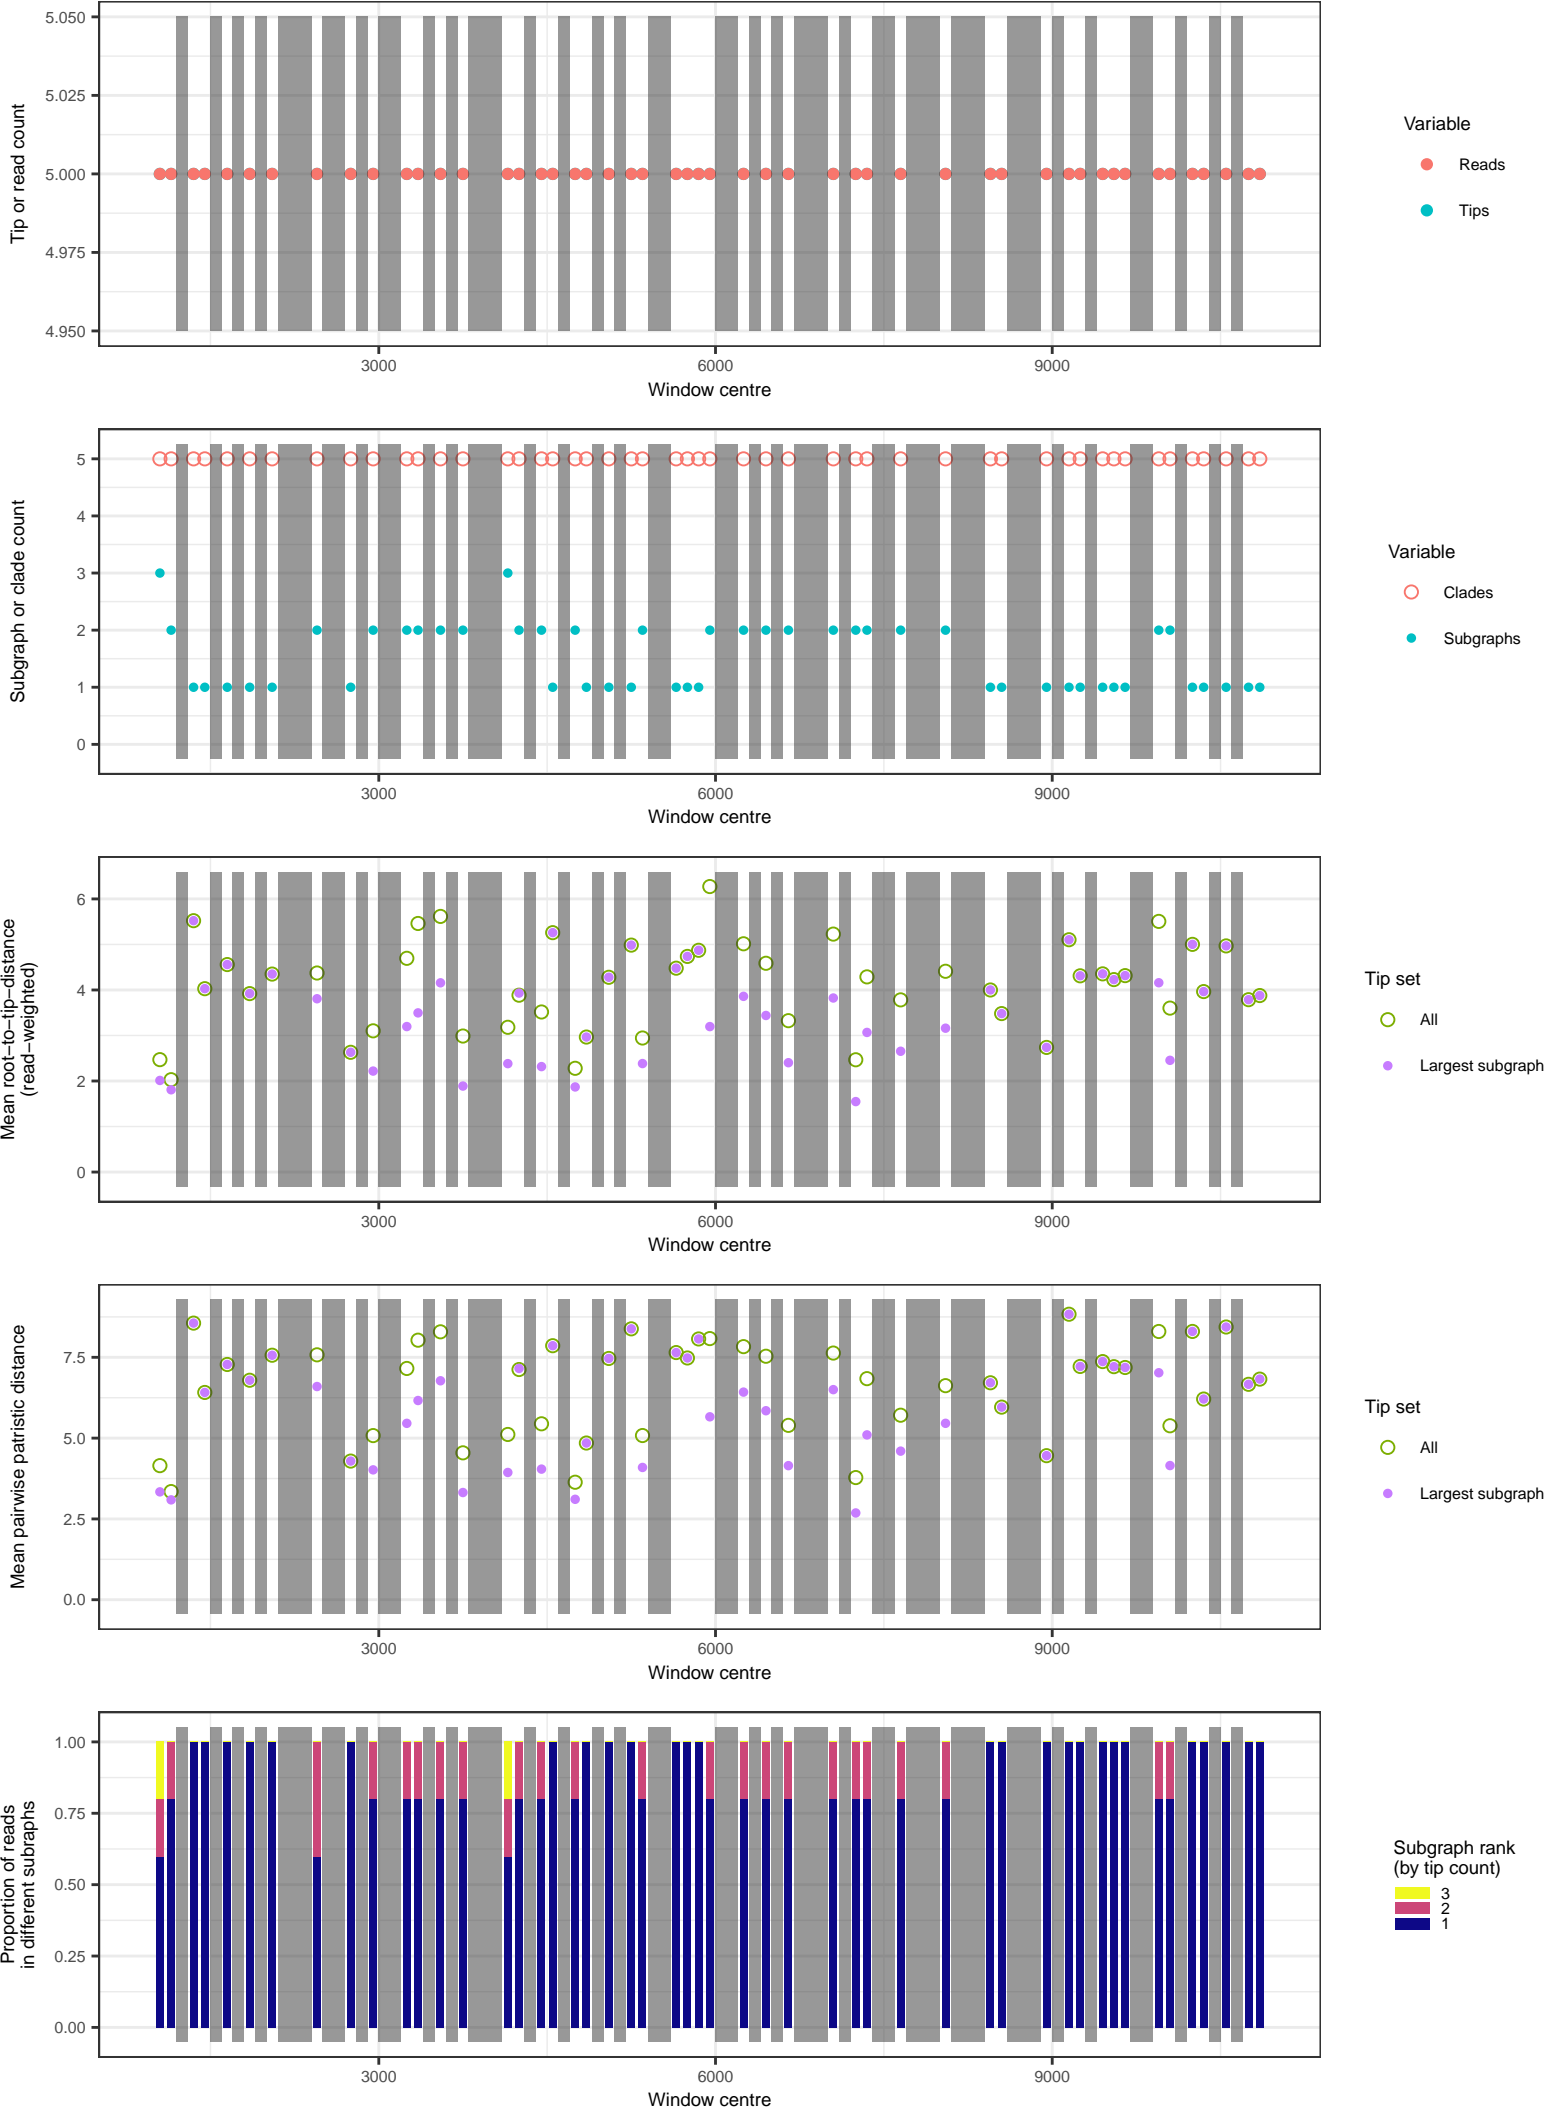 5.050
5.025
5.000
4.975
4.950
Tip or read count
3000 6000 9000
Window centre
Variable
Reads
Tips
5
4
3
2
1
0
Subgraph or clade count
3000 6000 9000
Window centre
Variable
Clades
Subgraphs
6
4
2
0
Mean root−to−tip−distance
(read−weighted)
3000 6000 9000
Window centre
Tip set
All
Largest subgraph
7.5
5.0
2.5
0.0
Mean pairwise patristic distance
3000 6000 9000
Window centre
Tip set
All
Largest subgraph
1.00
0.75
0.50
0.25
0.00
Proportion of reads
in different subraphs
3000 6000 9000
Window centre
Subgraph rank
(by tip count)
3
2
1